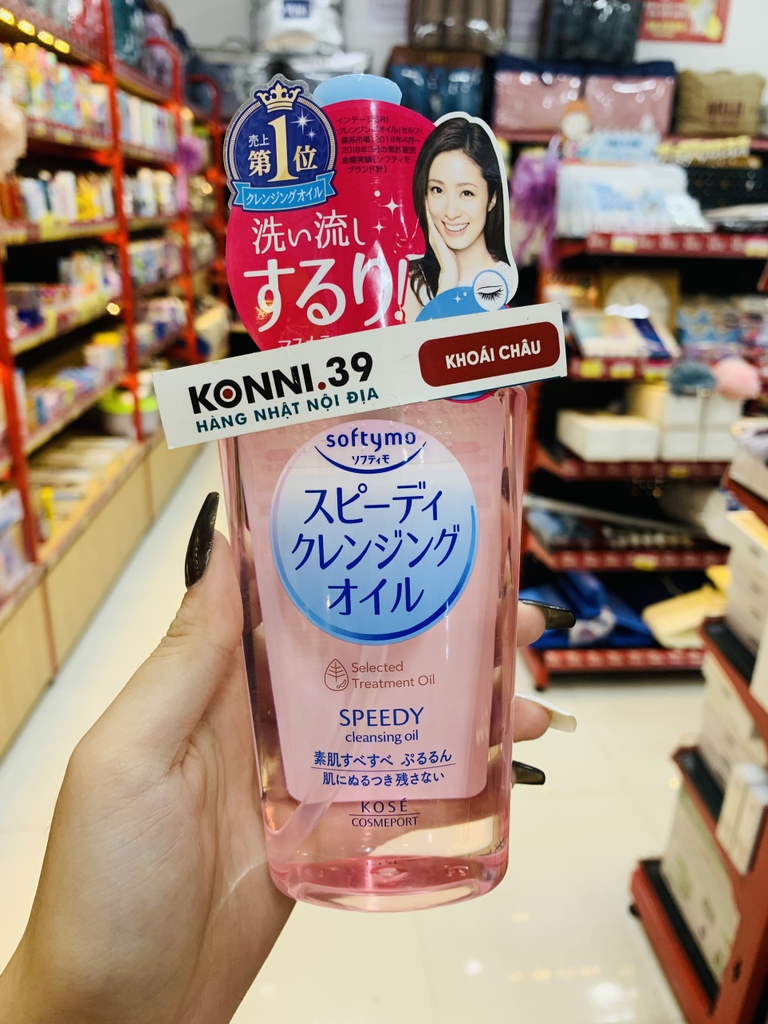 売上
第1位
クレンジングオイル
洗い流し
するり!
KONNI.39
HÀNG NHẬT NỘI ĐỊA
KHOÁI CHÂU
softymo
ソフティモ
スピーディ
クレンジング
オイル
Selected
Treatment Oil
SPEEDY
cleansing oil
素肌すべすべ ぷるるん
肌にぬるつき残さない
KOSÉ
COSMEPORT